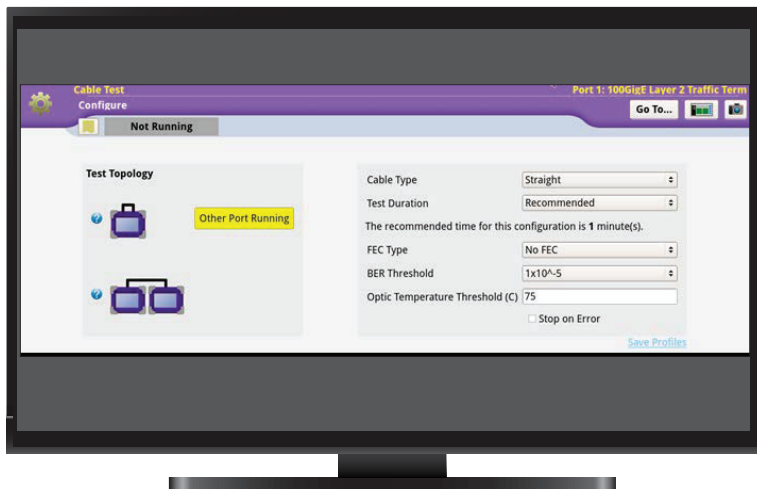 Cable Test
Port 1: 100GigE Layer 2 Traffic Term
Configure
Go To...
Not Running
Test Topology
Other Port Running
Cable Type Straight
Test Duration Recommended
The recommended time for this configuration is 1 minute(s).
FEC Type No FEC
BER Threshold 1x10^-5
Optic Temperature Threshold (C) 75
Stop on Error
Save Profiles